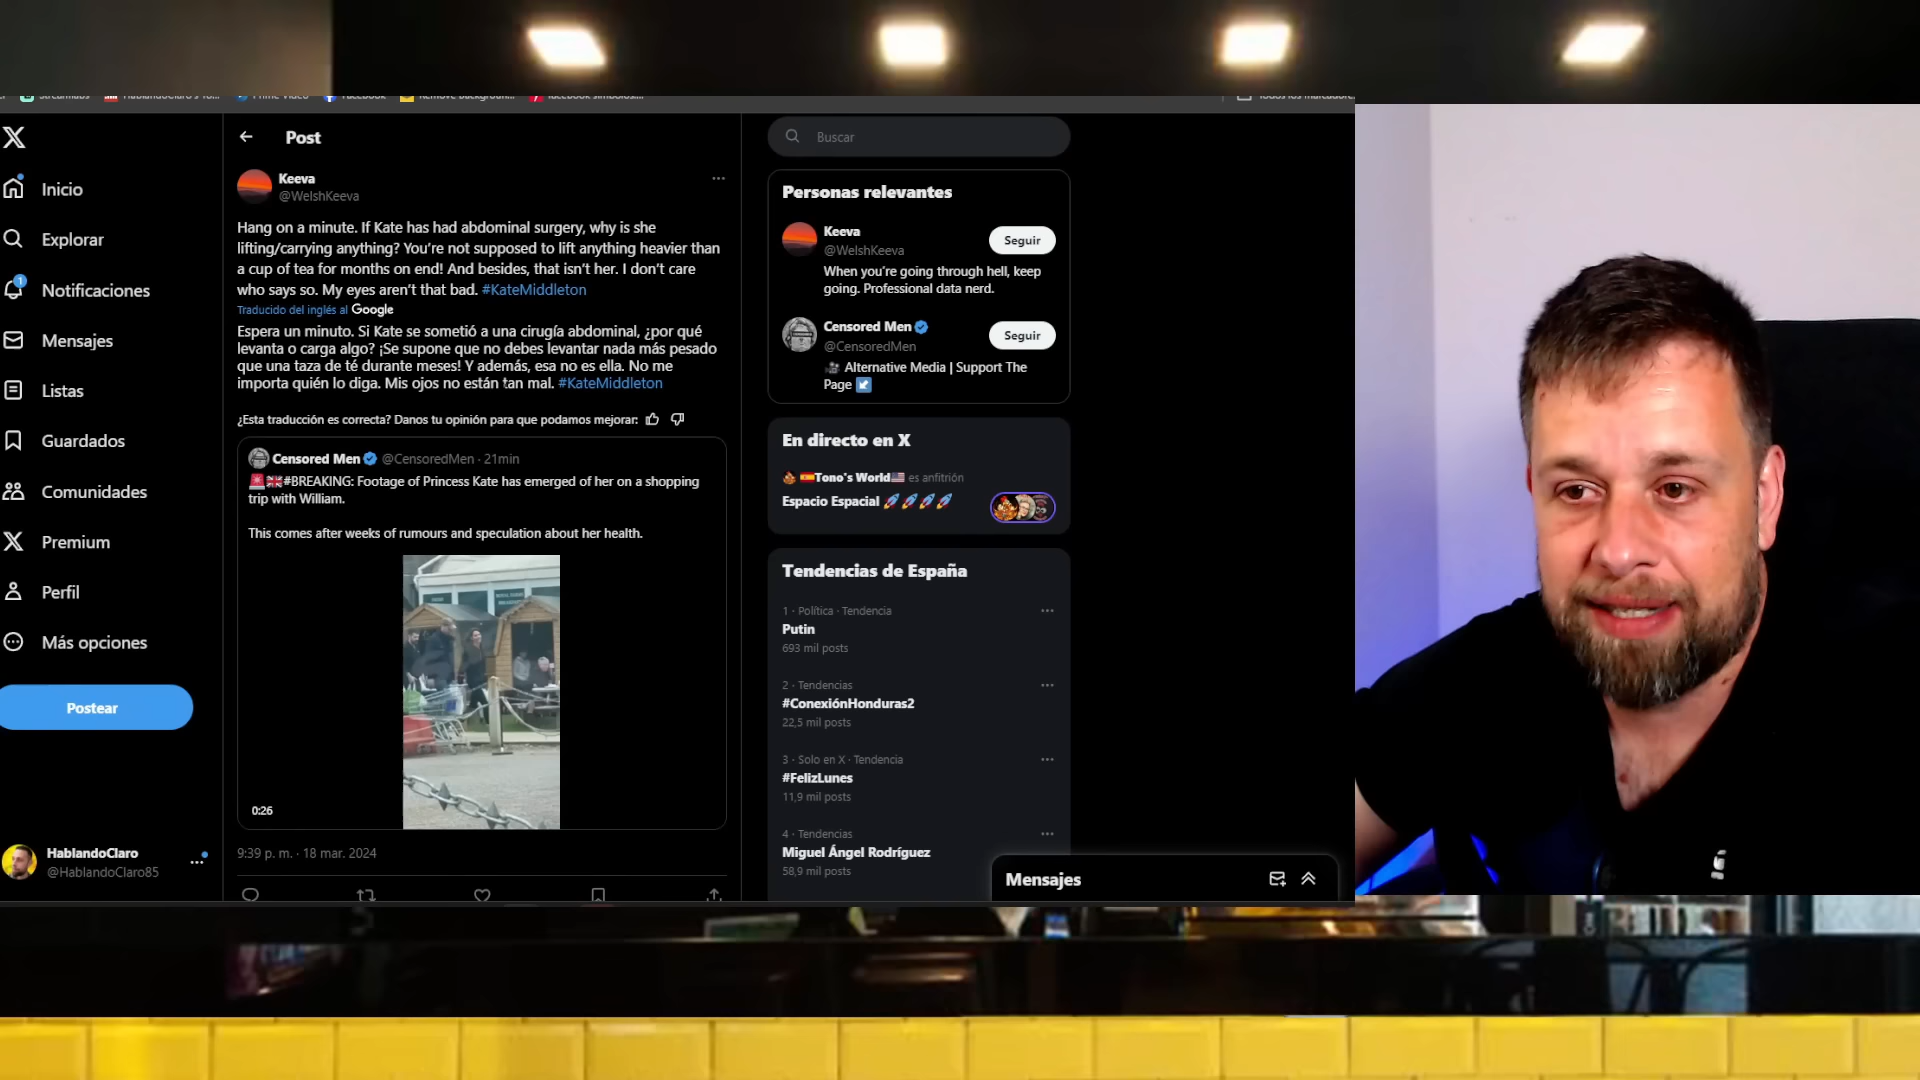 Streamlabs
Prime Video
Facebook
Todos los marcadores
Inicio
Explorar
1
Notificaciones
Mensajes
Listas
Guardados
Comunidades
Premium
Perfil
Más opciones
Postear
HablandoClaro
@HablandoClaro85
Post
Keeva
@WelshKeeva
Hang on a minute. If Kate has had abdominal surgery, why is she
lifting/carrying anything? You’re not supposed to lift anything heavier than
a cup of tea for months on end! And besides, that isn’t her. I don’t care
who says so. My eyes aren’t that bad. #KateMiddleton
Traducido del inglés al Google
Espera un minuto. Si Kate se sometió a una cirugía abdominal, ¿por qué
levanta o carga algo? ¡Se supone que no debes levantar nada más pesado
que una taza de té durante meses! Y además, esa no es ella. No me
importa quién lo diga. Mis ojos no están tan mal. #KateMiddleton
¿Esta traducción es correcta? Danos tu opinión para que podamos mejorar:
Censored Men @CensoredMen · 21min
#BREAKING: Footage of Princess Kate has emerged of her on a shopping
trip with William.
This comes after weeks of rumours and speculation about her health.
0:26
9:39 p. m. · 18 mar. 2024
Buscar
Personas relevantes
Keeva
@WelshKeeva
Seguir
When you’re going through hell, keep
going. Professional data nerd.
Censored Men
@CensoredMen
Seguir
Alternative Media | Support The
Page
En directo en X
Tono's World es anfitrión
Espacio Espacial
Tendencias de España
1 · Política · Tendencia
Putin
693 mil posts
2 · Tendencias
#ConexiónHonduras2
22,5 mil posts
3 · Solo en X · Tendencia
#FelizLunes
11,9 mil posts
4 · Tendencias
Miguel Ángel Rodríguez
58,9 mil posts
Mensajes